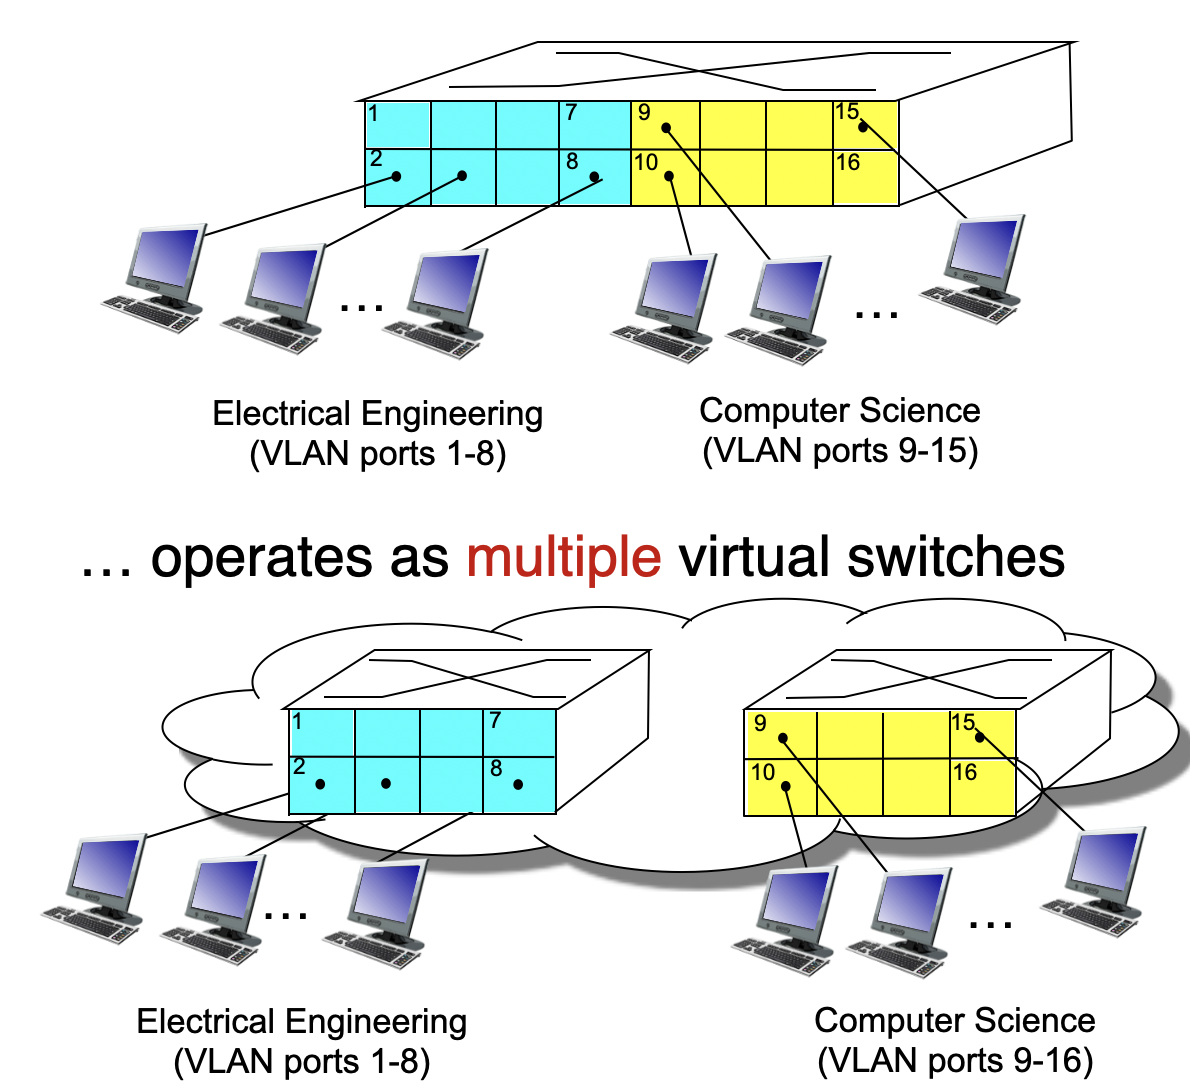 1 7 9 15
2 8 10 16
...
...
Electrical Engineering
(VLAN ports 1-8)
Computer Science
(VLAN ports 9-15)
... operates as multiple virtual switches
1 7
2 8
9 15
10 16
...
...
Electrical Engineering
(VLAN ports 1-8)
Computer Science
(VLAN ports 9-16)